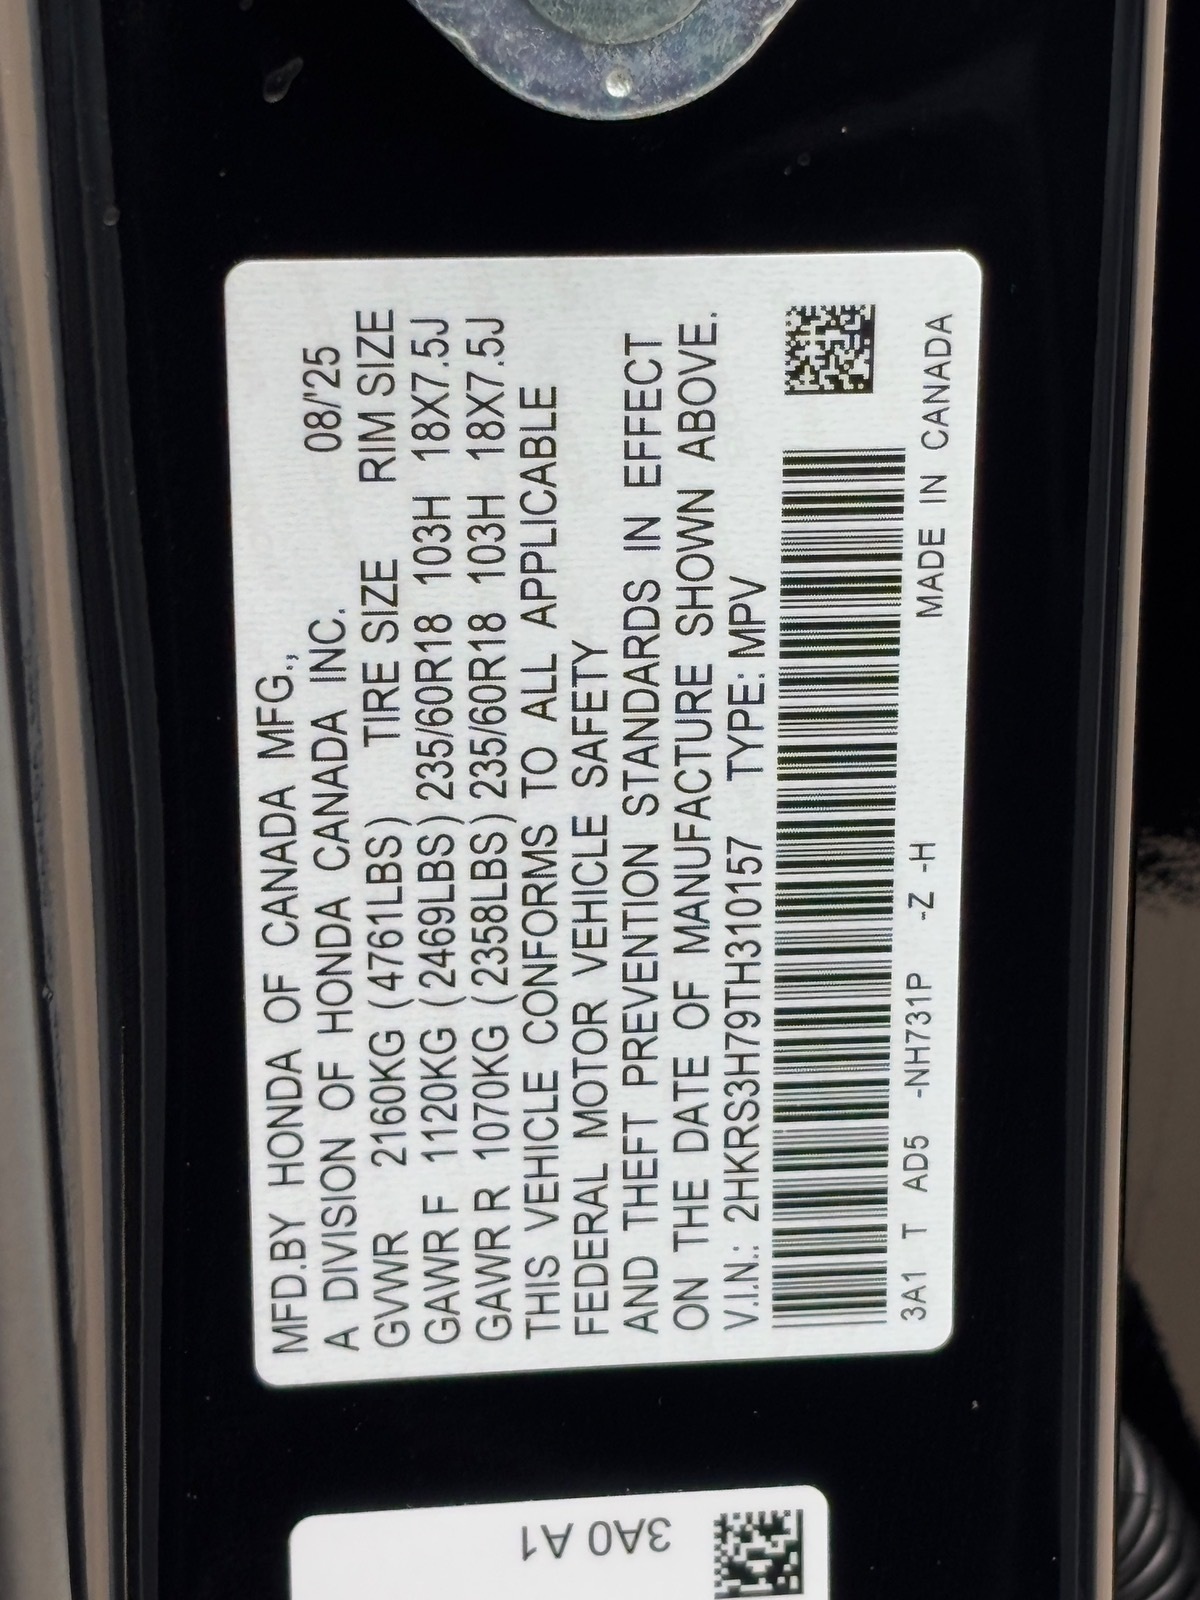 MFD.BY HONDA OF CANADA MFG.,
A DIVISION OF HONDA CANADA INC. 08/'25
GVWR 2160KG (4761LBS) TIRE SIZE RIM SIZE
GAWR F 1120KG (2469LBS) 235/60R18 103H 18X7.5J
GAWR R 1070KG (2358LBS) 235/60R18 103H 18X7.5J
THIS VEHICLE CONFORMS TO ALL APPLICABLE
FEDERAL MOTOR VEHICLE SAFETY
AND THEFT PREVENTION STANDARDS IN EFFECT
ON THE DATE OF MANUFACTURE SHOWN ABOVE.
V.I.N.: 2HKRS3H79TH310157 TYPE: MPV
3A1 T AD5 -NH731P -Z -H MADE IN CANADA
3A0 A1